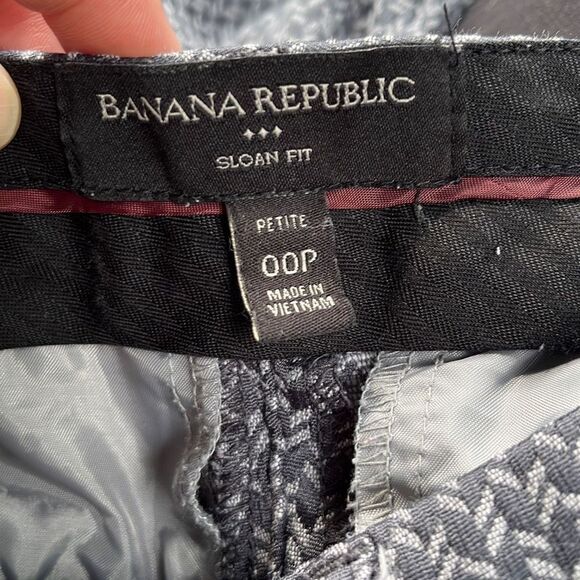 BANANA REPUBLIC
SLOAN FIT
PETITE
00P
MADE IN
VIETNAM